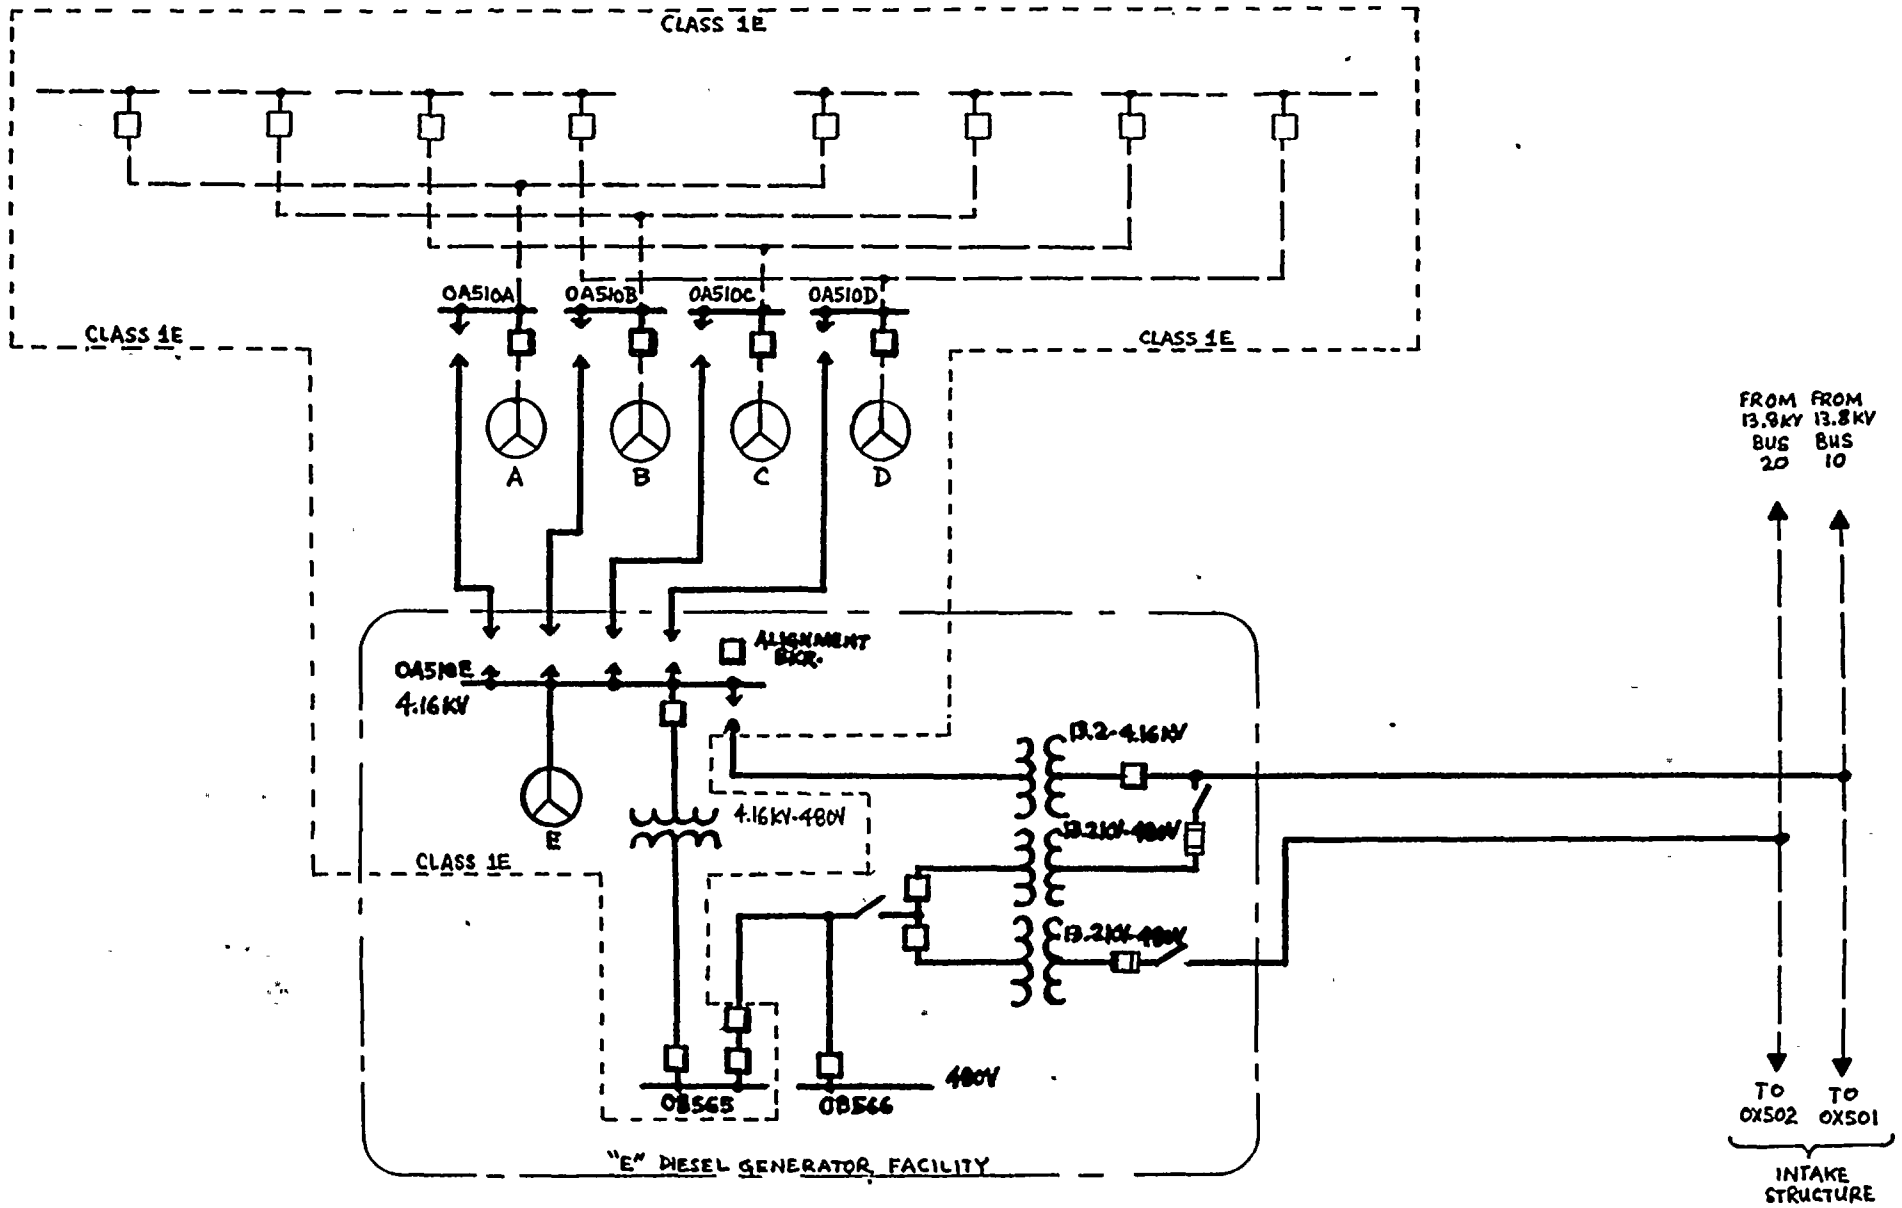 CLASS 1E
0A510A
0A510B
0A510C
0A510D
CLASS 1E
CLASS 1E
A
B
C
D
FROM
13.8KV
BUS
20
FROM
13.8KV
BUS
10
ALIGNMENT
BKR.
0A510E
4.16KV
E
13.2-4.16KV
4.16KV-480V
13.2KV-480V
CLASS 1E
13.2KV-480V
480V
0B565
0B566
TO
0X502
TO
0X501
"E" DIESEL GENERATOR FACILITY
INTAKE
STRUCTURE